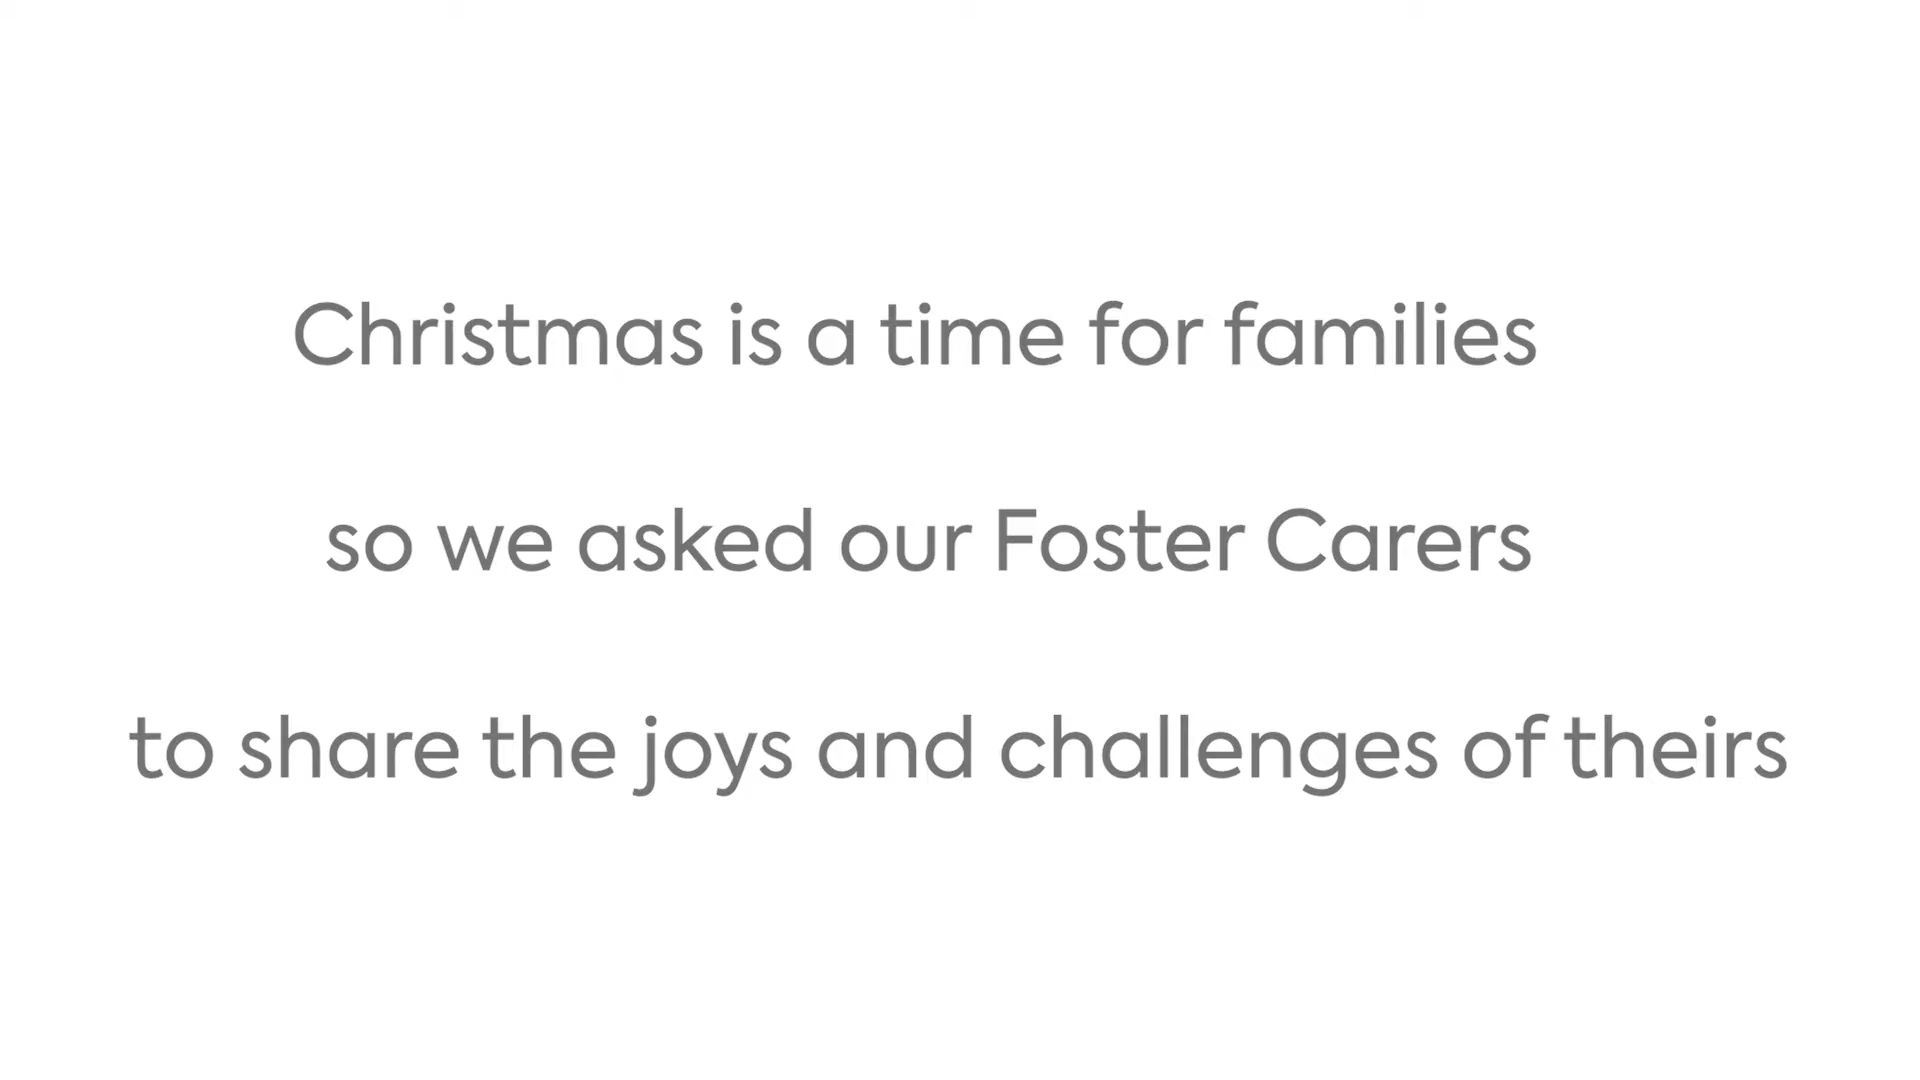 Christmas is a time for families
so we asked our Foster Carers
to share the joys and challenges of theirs